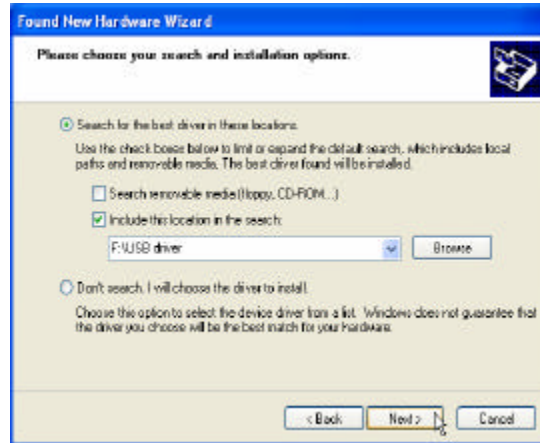 Found New Hardware Wizard
Please choose your search and installation options.
Search for the best driver in these locations.
Use the check boxes below to limit or expand the default search, which includes local
paths and removable media. The best driver found will be installed.
Search removable media (floppy, CD-ROM...)
Include this location in the search:
F:\USB driver
Browse
Don't search. I will choose the driver to install.
Choose this option to select the device driver from a list. Windows does not guarantee that
the driver you choose will be the best match for your hardware.
< Back
Next >
Cancel